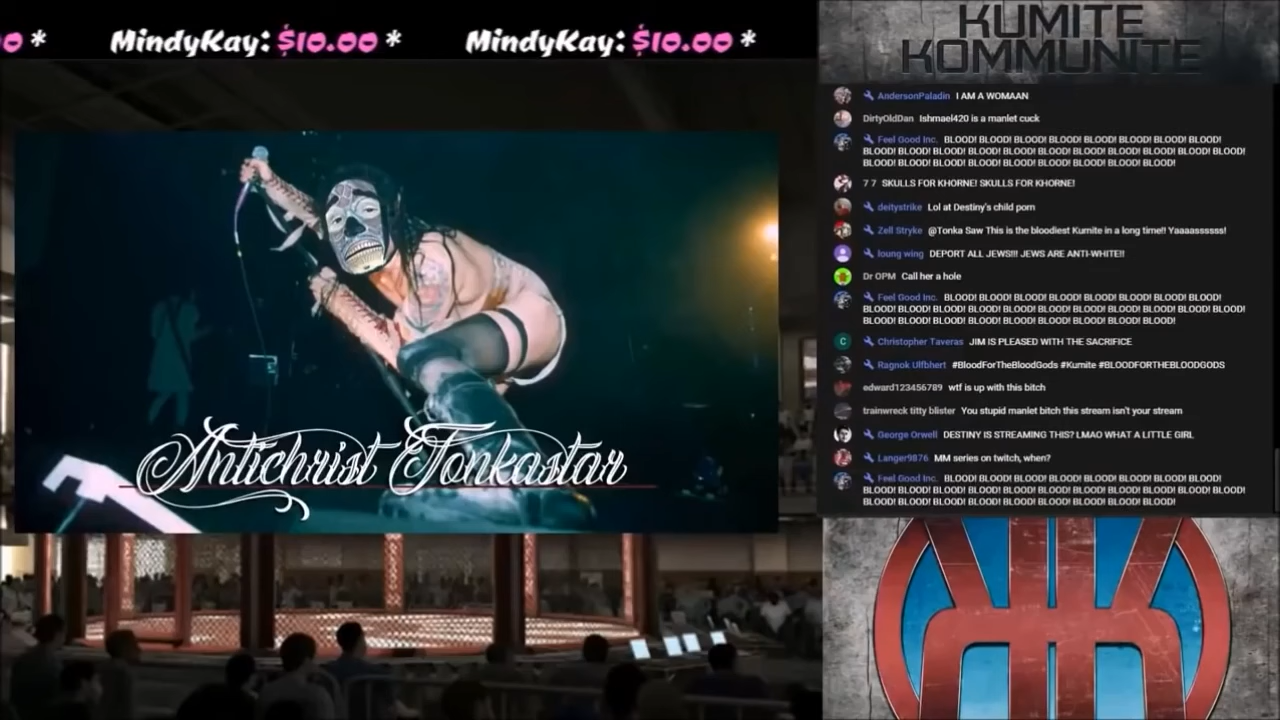 0 * MindyKay: $10.00 * MindyKay: $10.00 *
KUMITE
KOMMUNITE
AndersonPaladin I AM A WOMAAN
DirtyOldDan Ishmael420 is a manlet cuck
Feel Good Inc. BLOOD! BLOOD! BLOOD! BLOOD! BLOOD! BLOOD! BLOOD! BLOOD!
BLOOD! BLOOD! BLOOD! BLOOD! BLOOD! BLOOD! BLOOD! BLOOD! BLOOD! BLOOD! BLOOD!
BLOOD! BLOOD! BLOOD! BLOOD! BLOOD! BLOOD! BLOOD! BLOOD! BLOOD!
7 7 SKULLS FOR KHORNE! SKULLS FOR KHORNE!
deitystrike Lol at Destiny's child porn
Zell Stryke @Tonka Saw This is the bloodiest Kumite in a long time!! Yaaaassssss!
loung wing DEPORT ALL JEWS!!! JEWS ARE ANTI-WHITE!!
Dr OPM Call her a hole
Feel Good Inc. BLOOD! BLOOD! BLOOD! BLOOD! BLOOD! BLOOD! BLOOD! BLOOD!
BLOOD! BLOOD! BLOOD! BLOOD! BLOOD! BLOOD! BLOOD! BLOOD! BLOOD! BLOOD! BLOOD!
BLOOD! BLOOD! BLOOD! BLOOD! BLOOD! BLOOD! BLOOD! BLOOD! BLOOD!
C Christopher Taveras JIM IS PLEASED WITH THE SACRIFICE
Ragnok Ulfbhert #BloodForTheBloodGods #Kumite #BLOODFORTHEBLOODGODS
edward123456789 wtf is up with this bitch
trainwreck titty blister You stupid manlet bitch this stream isn't your stream
George Orwell DESTINY IS STREAMING THIS? LMAO WHAT A LITTLE GIRL
Langer9876 MM series on twitch, when?
Feel Good Inc. BLOOD! BLOOD! BLOOD! BLOOD! BLOOD! BLOOD! BLOOD! BLOOD!
BLOOD! BLOOD! BLOOD! BLOOD! BLOOD! BLOOD! BLOOD! BLOOD! BLOOD! BLOOD! BLOOD!
BLOOD! BLOOD! BLOOD! BLOOD! BLOOD! BLOOD! BLOOD! BLOOD! BLOOD!
Antichrist Tonkastar